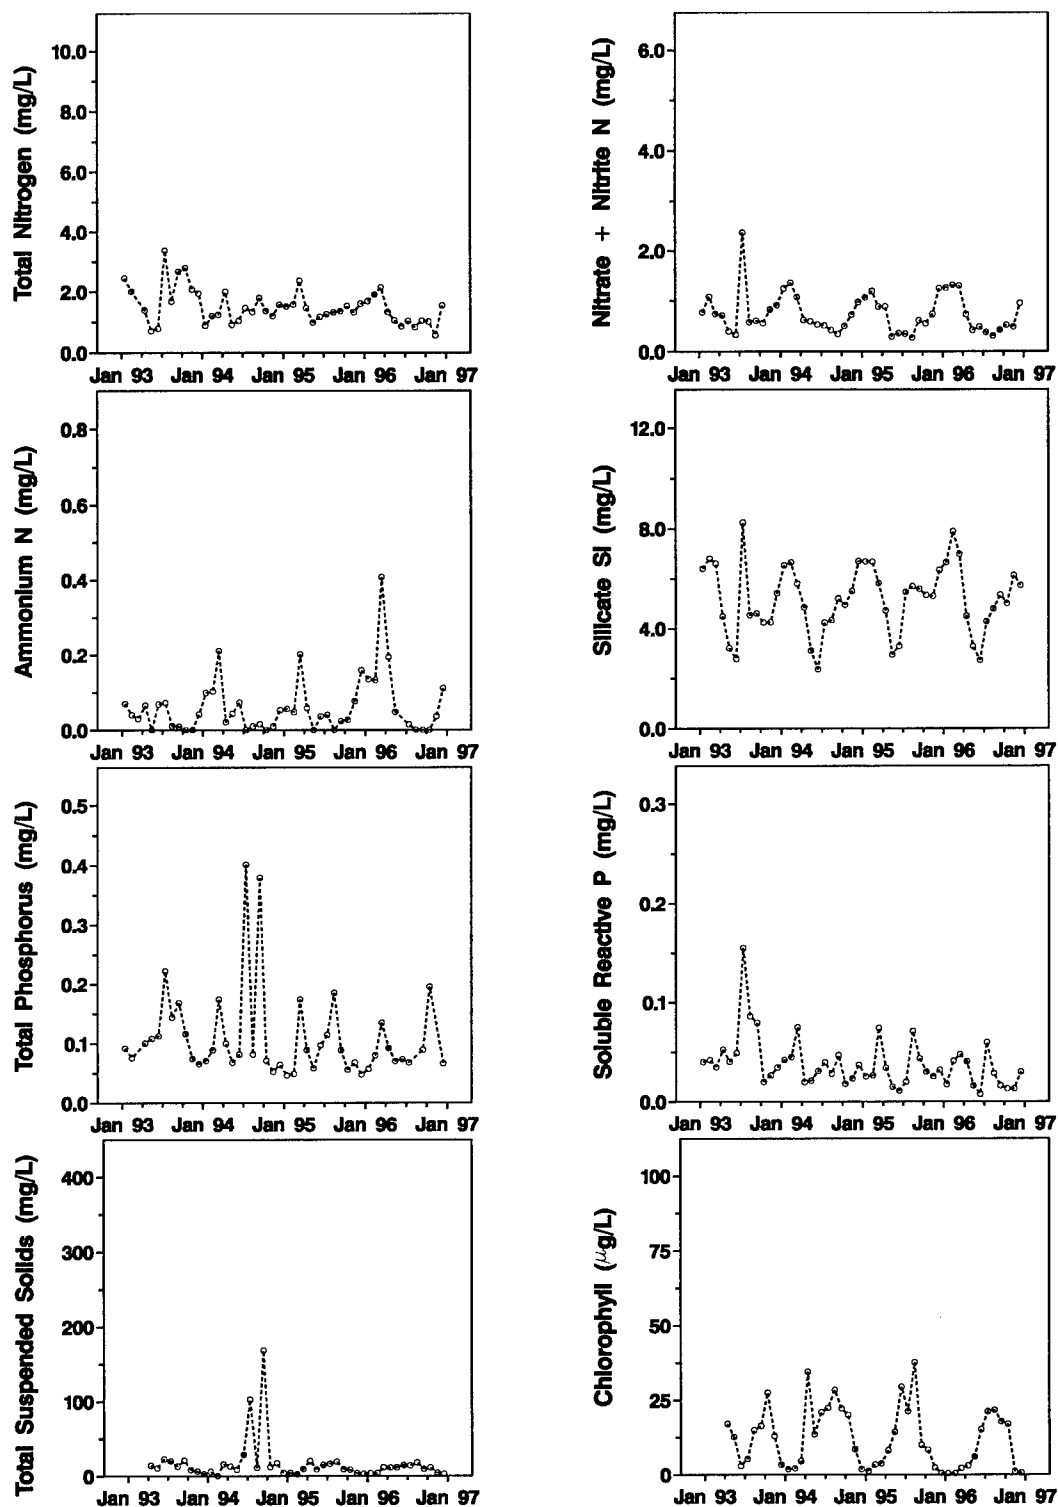 Total Nitrogen (mg/L)
10.0
8.0
6.0
4.0
2.0
0.0
Jan 93 Jan 94 Jan 95 Jan 96 Jan 97
Nitrate + Nitrite N (mg/L)
6.0
4.0
2.0
0.0
Jan 93 Jan 94 Jan 95 Jan 96 Jan 97
Ammonium N (mg/L)
0.8
0.6
0.4
0.2
0.0
Jan 93 Jan 94 Jan 95 Jan 96 Jan 97
Silicate Si (mg/L)
12.0
8.0
4.0
0.0
Jan 93 Jan 94 Jan 95 Jan 96 Jan 97
Total Phosphorus (mg/L)
0.5
0.4
0.3
0.2
0.1
0.0
Jan 93 Jan 94 Jan 95 Jan 96 Jan 97
Soluble Reactive P (mg/L)
0.3
0.2
0.1
0.0
Jan 93 Jan 94 Jan 95 Jan 96 Jan 97
Total Suspended Solids (mg/L)
400
300
200
100
0
Jan 93 Jan 94 Jan 95 Jan 96 Jan 97
Chlorophyll (μg/L)
100
75
50
25
0
Jan 93 Jan 94 Jan 95 Jan 96 Jan 97